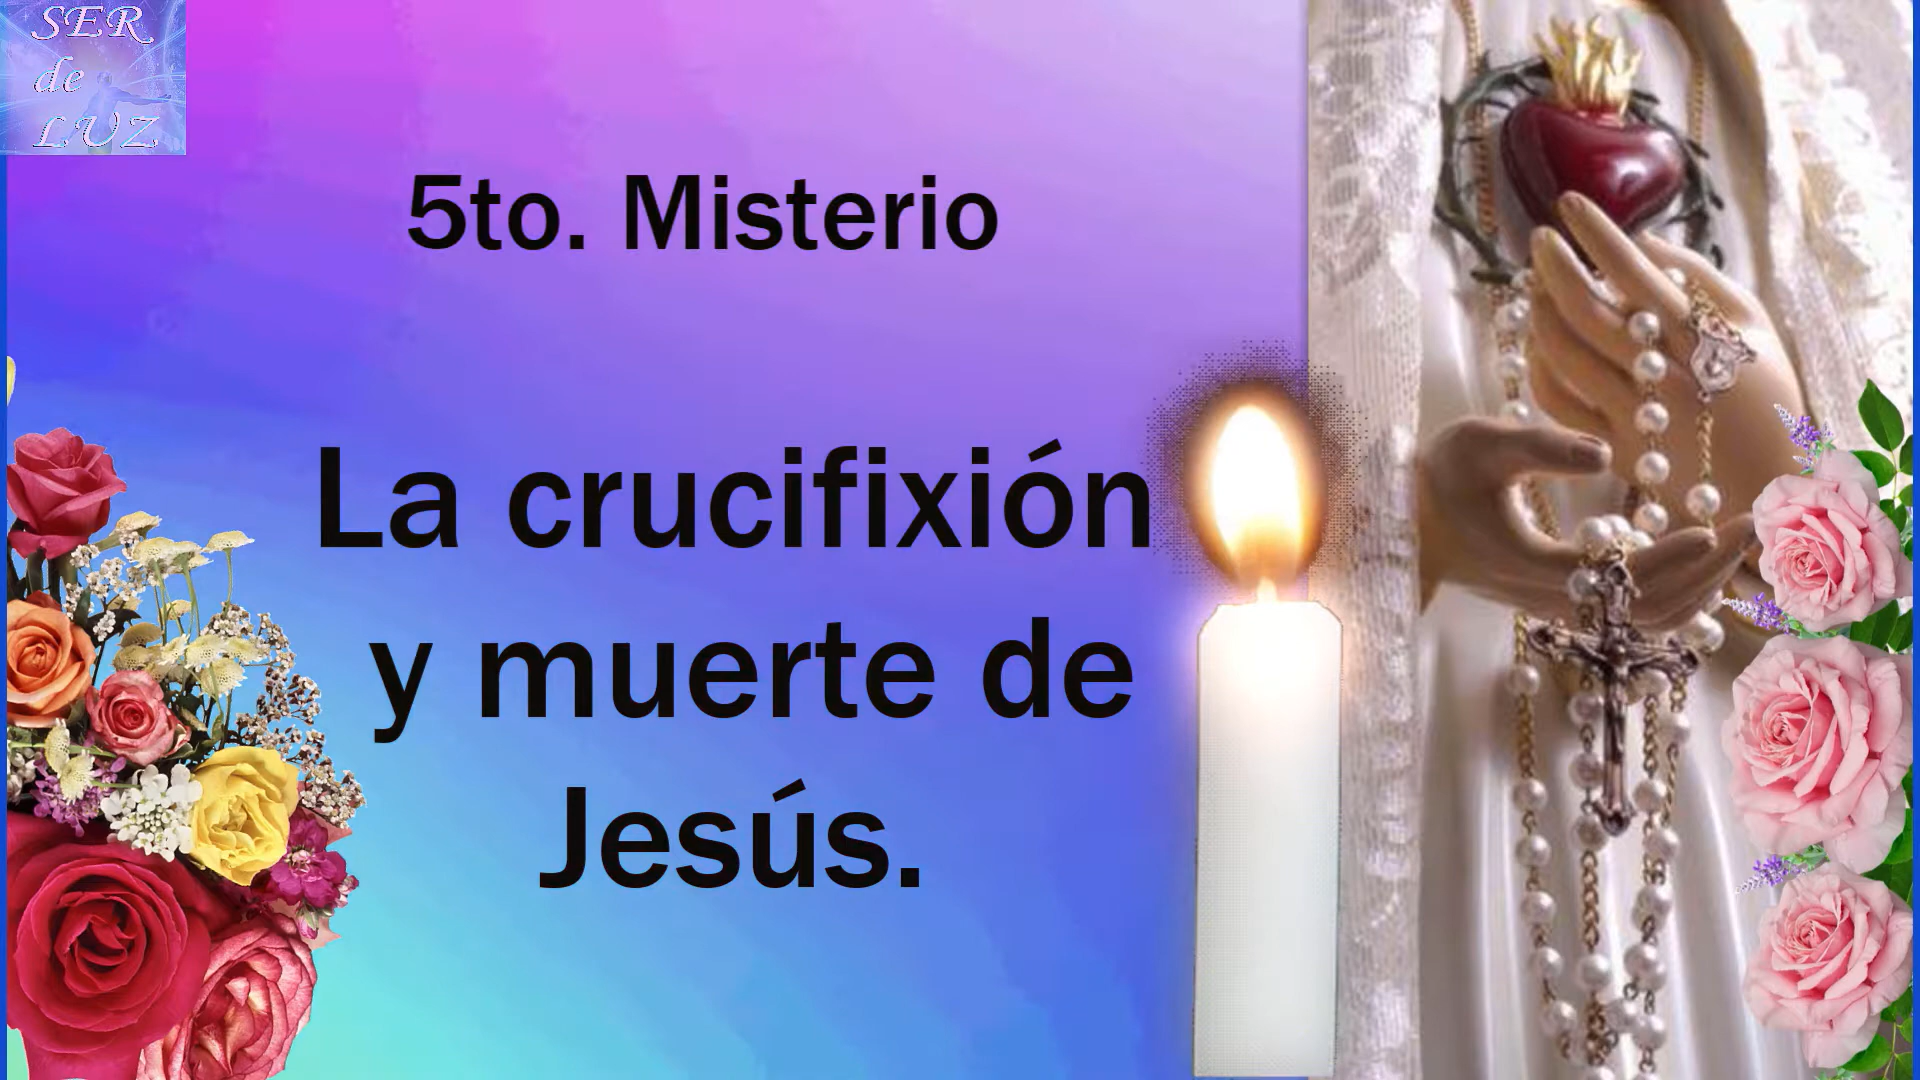 SER
de
LUZ
5to. Misterio
La crucifixión
y muerte de
Jesús.